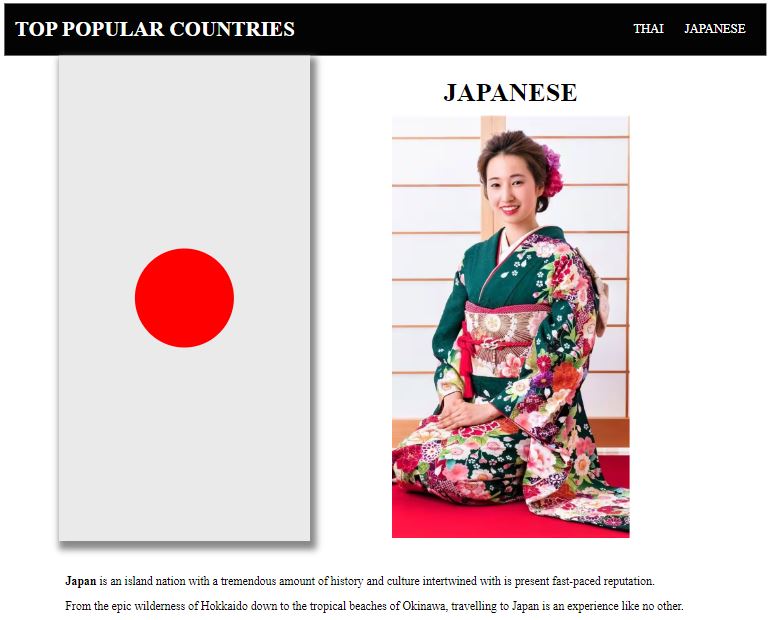 TOP POPULAR COUNTRIES
THAI JAPANESE
JAPANESE
Japan is an island nation with a tremendous amount of history and culture intertwined with is present fast-paced reputation.
From the epic wilderness of Hokkaido down to the tropical beaches of Okinawa, travelling to Japan is an experience like no other.